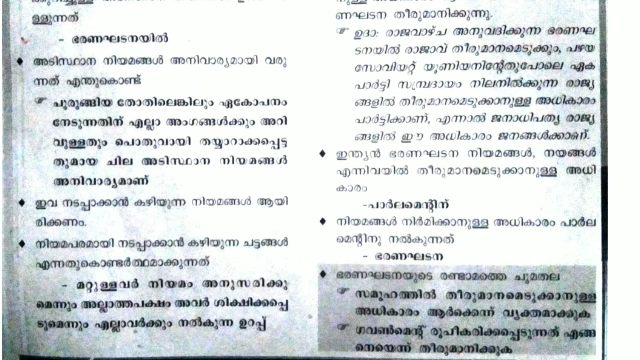 ള്ളുന്നത്
- ഭരണഘടനയിൽ
♦ അടിസ്ഥാന നിയമങ്ങൾ അനിവാര്യമായി വരു
ന്നത് എന്തുകൊണ്ട്
☞ ചുരുങ്ങിയ തോതിലെങ്കിലും ഏകോപനം
നേടുന്നതിന് എല്ലാ അംഗങ്ങൾക്കും അറി
വുള്ളതും പൊതുവായി തയ്യാറാക്കപ്പെട്ട
തുമായ ചില അടിസ്ഥാന നിയമങ്ങൾ
അനിവാര്യമാണ്
♦ ഇവ നടപ്പാക്കാൻ കഴിയുന്ന നിയമങ്ങൾ ആയി
രിക്കണം.
♦ നിയമപരമായി നടപ്പാക്കാൻ കഴിയുന്ന ചട്ടങ്ങൾ
എന്നതുകൊണ്ടർത്ഥമാക്കുന്നത്
- മറ്റുള്ളവർ നിയമം അനുസരിക്കു
മെന്നും അല്ലാത്തപക്ഷം അവർ ശിക്ഷിക്കപ്പെ
ടുമെന്നും എല്ലാവർക്കും നൽകുന്ന ഉറപ്പ്
ണഘടന തീരുമാനിക്കുന്നു.
☞ ഉദാ: രാജവാഴ്ച അനുവദിക്കുന്ന ഭരണഘ
ടനയിൽ രാജാവ് തീരുമാനമെടുക്കും, പഴയ
സോവിയറ്റ് യൂണിയനിന്റേതുപോലെ ഏക
പാർട്ടി സമ്പ്രദായം നിലനിൽക്കുന്ന രാജ്യ
ങ്ങളിൽ തീരുമാനമെടുക്കാനുള്ള അധികാരം
പാർട്ടിക്കാണ്, എന്നാൽ ജനാധിപത്യ രാജ്യ
ങ്ങളിൽ ഈ അധികാരം ജനങ്ങൾക്കാണ്.
♦ ഇന്ത്യൻ ഭരണഘടന നിയമങ്ങൾ, നയങ്ങൾ
എന്നിവയിൽ തീരുമാനമെടുക്കാനുള്ള അധി
കാരം
-പാർലമെന്റിന്
♦ നിയമങ്ങൾ നിർമിക്കാനുള്ള അധികാരം പാർല
മെന്റിനു നൽകുന്നത്
- ഭരണഘടന
♦ ഭരണഘടനയുടെ രണ്ടാമത്തെ ചുമതല
☞ സമൂഹത്തിൽ തീരുമാനമെടുക്കാനുള്ള
അധികാരം ആർക്കെന്ന് വ്യക്തമാക്കുക
☞ ഗവൺമെന്റ് രൂപീകരിക്കപ്പെടുന്നത് എങ്ങ
നെയെന്ന് തീരുമാനിക്കുക